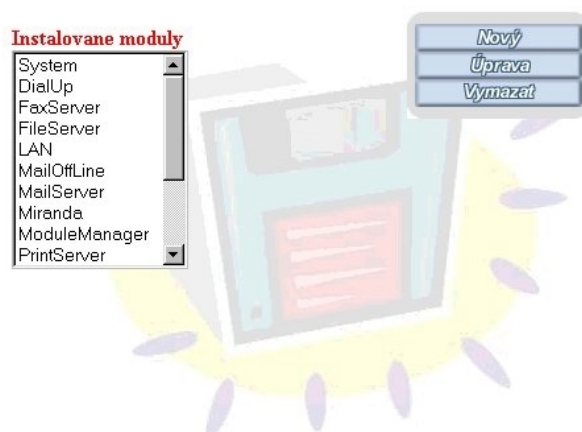 Instalovane moduly
System
DialUp
FaxServer
FileServer
LAN
MailOffLine
MailServer
Miranda
ModuleManager
PrintServer
Nový
Úprava
Vymazat